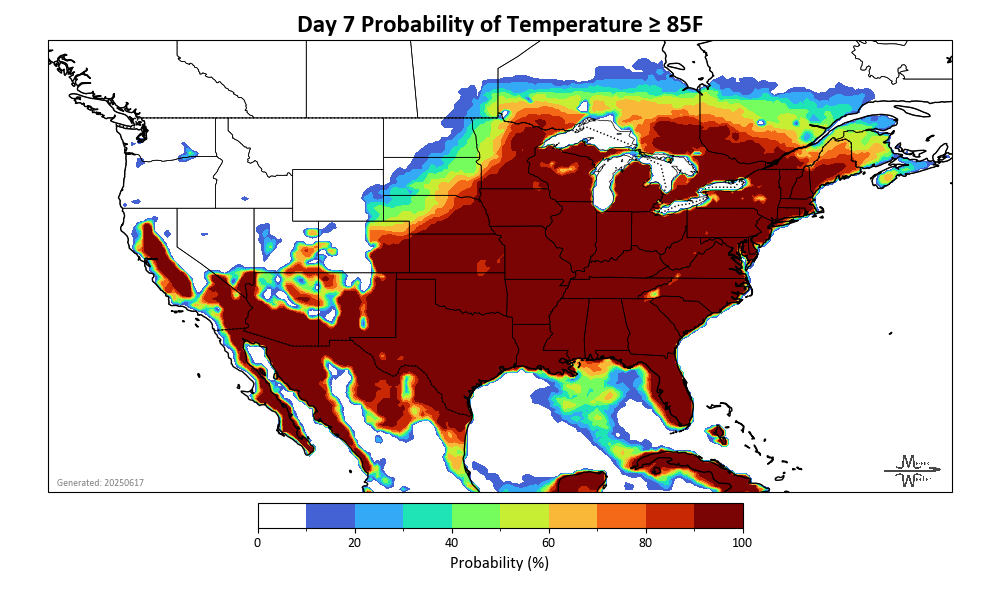 Day 7 Probability of Temperature ≥ 85F
Generated: 20250617
0 20 40 60 80 100
Probability (%)